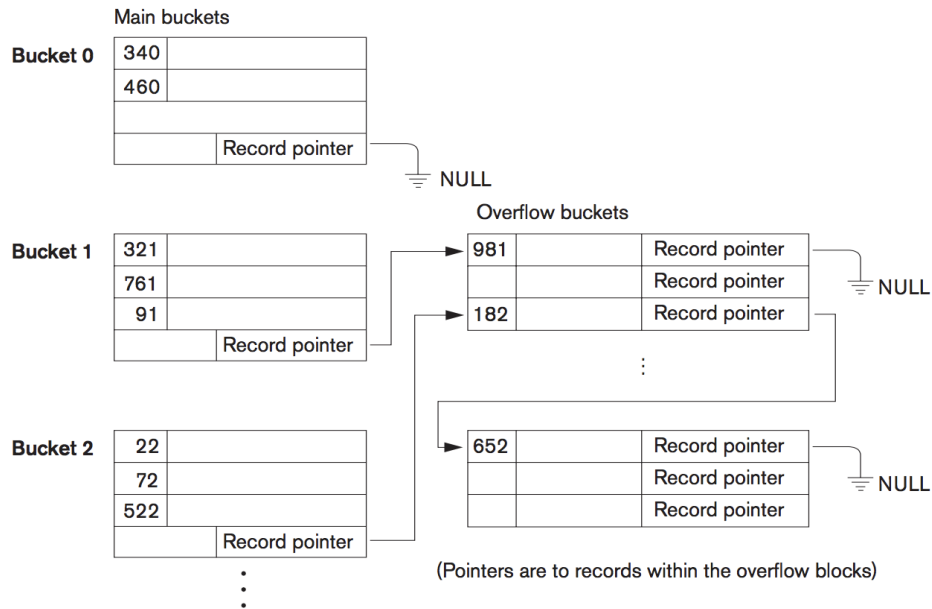 Main buckets
Bucket 0
340
460
Record pointer
NULL
Overflow buckets
Bucket 1
321
761
91
Record pointer
981 Record pointer
Record pointer
182 Record pointer
NULL
Bucket 2
22
72
522
Record pointer
652 Record pointer
Record pointer
Record pointer
NULL
(Pointers are to records within the overflow blocks)